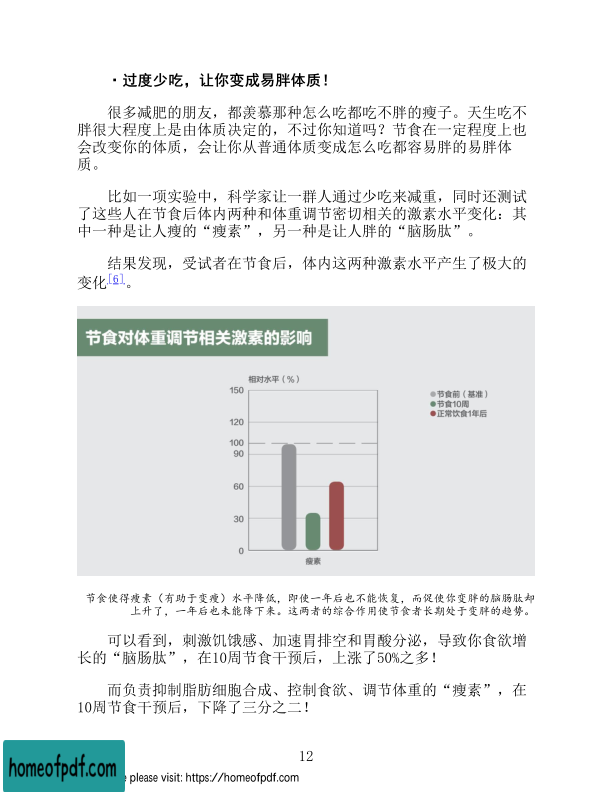 ·过度少吃，让你变成易胖体质！
很多减肥的朋友，都羡慕那种怎么吃都吃不胖的瘦子。天生吃不
胖很大程度上是由体质决定的，不过你知道吗？节食在一定程度上也
会改变你的体质，会让你从普通体质变成怎么吃都容易胖的易胖体
质。
比如一项实验中，科学家让一群人通过少吃来减重，同时还测试
了这些人在节食后体内两种和体重调节密切相关的激素水平变化：其
中一种是让人瘦的“瘦素”，另一种是让人胖的“脑肠肽”。
结果发现，受试者在节食后，体内这两种激素水平产生了极大的
变化[6]。
节食对体重调节相关激素的影响
相对水平（%）
150
120
100
90
60
30
0
瘦素
节食前（基准）
节食10周
正常饮食1年后
节食使得瘦素（有助于变瘦）水平降低，即使一年后也不能恢复，而促使你变胖的脑肠肽却
上升了，一年后也未能降下来。这两者的综合作用使节食者长期处于变胖的趋势。
可以看到，刺激饥饿感、加速胃排空和胃酸分泌，导致你食欲增
长的“脑肠肽”，在10周节食干预后，上涨了50%之多！
而负责抑制脂肪细胞合成、控制食欲、调节体重的“瘦素”，在
10周节食干预后，下降了三分之二！
12
homeofpdf.com
please visit: https://homeofpdf.com